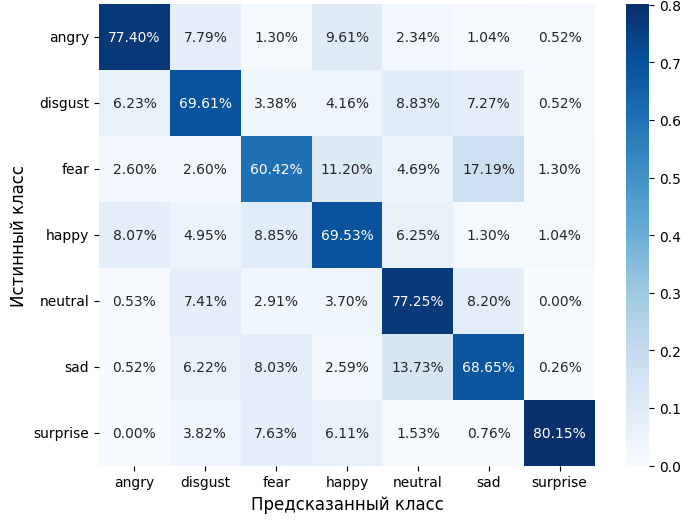 angry 77.40% 7.79% 1.30% 9.61% 2.34% 1.04% 0.52%
disgust 6.23% 69.61% 3.38% 4.16% 8.83% 7.27% 0.52%
fear 2.60% 2.60% 60.42% 11.20% 4.69% 17.19% 1.30%
happy 8.07% 4.95% 8.85% 69.53% 6.25% 1.30% 1.04%
neutral 0.53% 7.41% 2.91% 3.70% 77.25% 8.20% 0.00%
sad 0.52% 6.22% 8.03% 2.59% 13.73% 68.65% 0.26%
surprise 0.00% 3.82% 7.63% 6.11% 1.53% 0.76% 80.15%
angry disgust fear happy neutral sad surprise
Предсказанный класс
Истинный класс
0.8
0.7
0.6
0.5
0.4
0.3
0.2
0.1
0.0